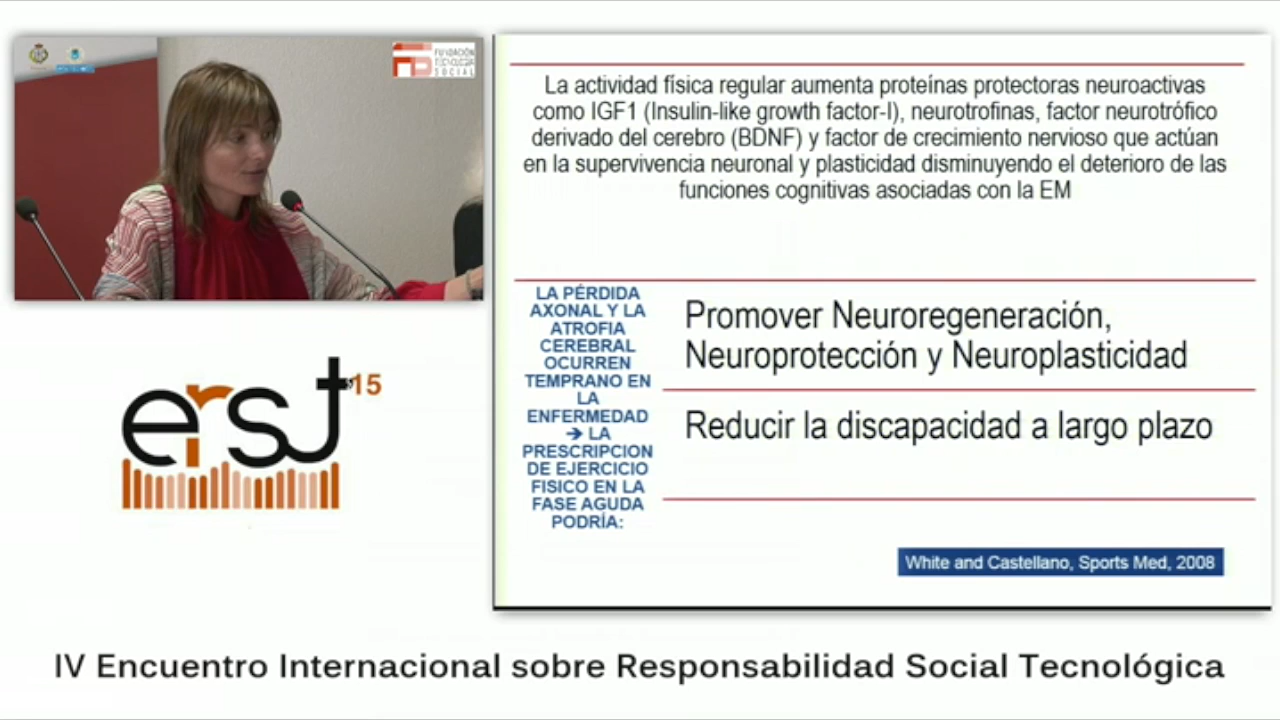 FUNDACIÓN
TECNOLOGÍA
SOCIAL
La actividad física regular aumenta proteínas protectoras neuroactivas
como IGF1 (Insulin-like growth factor-I), neurotrofinas, factor neurotrófico
derivado del cerebro (BDNF) y factor de crecimiento nervioso que actúan
en la supervivencia neuronal y plasticidad disminuyendo el deterioro de las
funciones cognitivas asociadas con la EM
LA PÉRDIDA
AXONAL Y LA
ATROFIA
CEREBRAL
OCURREN
TEMPRANO EN
LA
ENFERMEDAD
→ LA
PRESCRIPCION
DE EJERCICIO
FISICO EN LA
FASE AGUDA
PODRÍA:
Promover Neuroregeneración,
Neuroprotección y Neuroplasticidad
Reducir la discapacidad a largo plazo
White and Castellano, Sports Med, 2008
erst'15
IV Encuentro Internacional sobre Responsabilidad Social Tecnológica